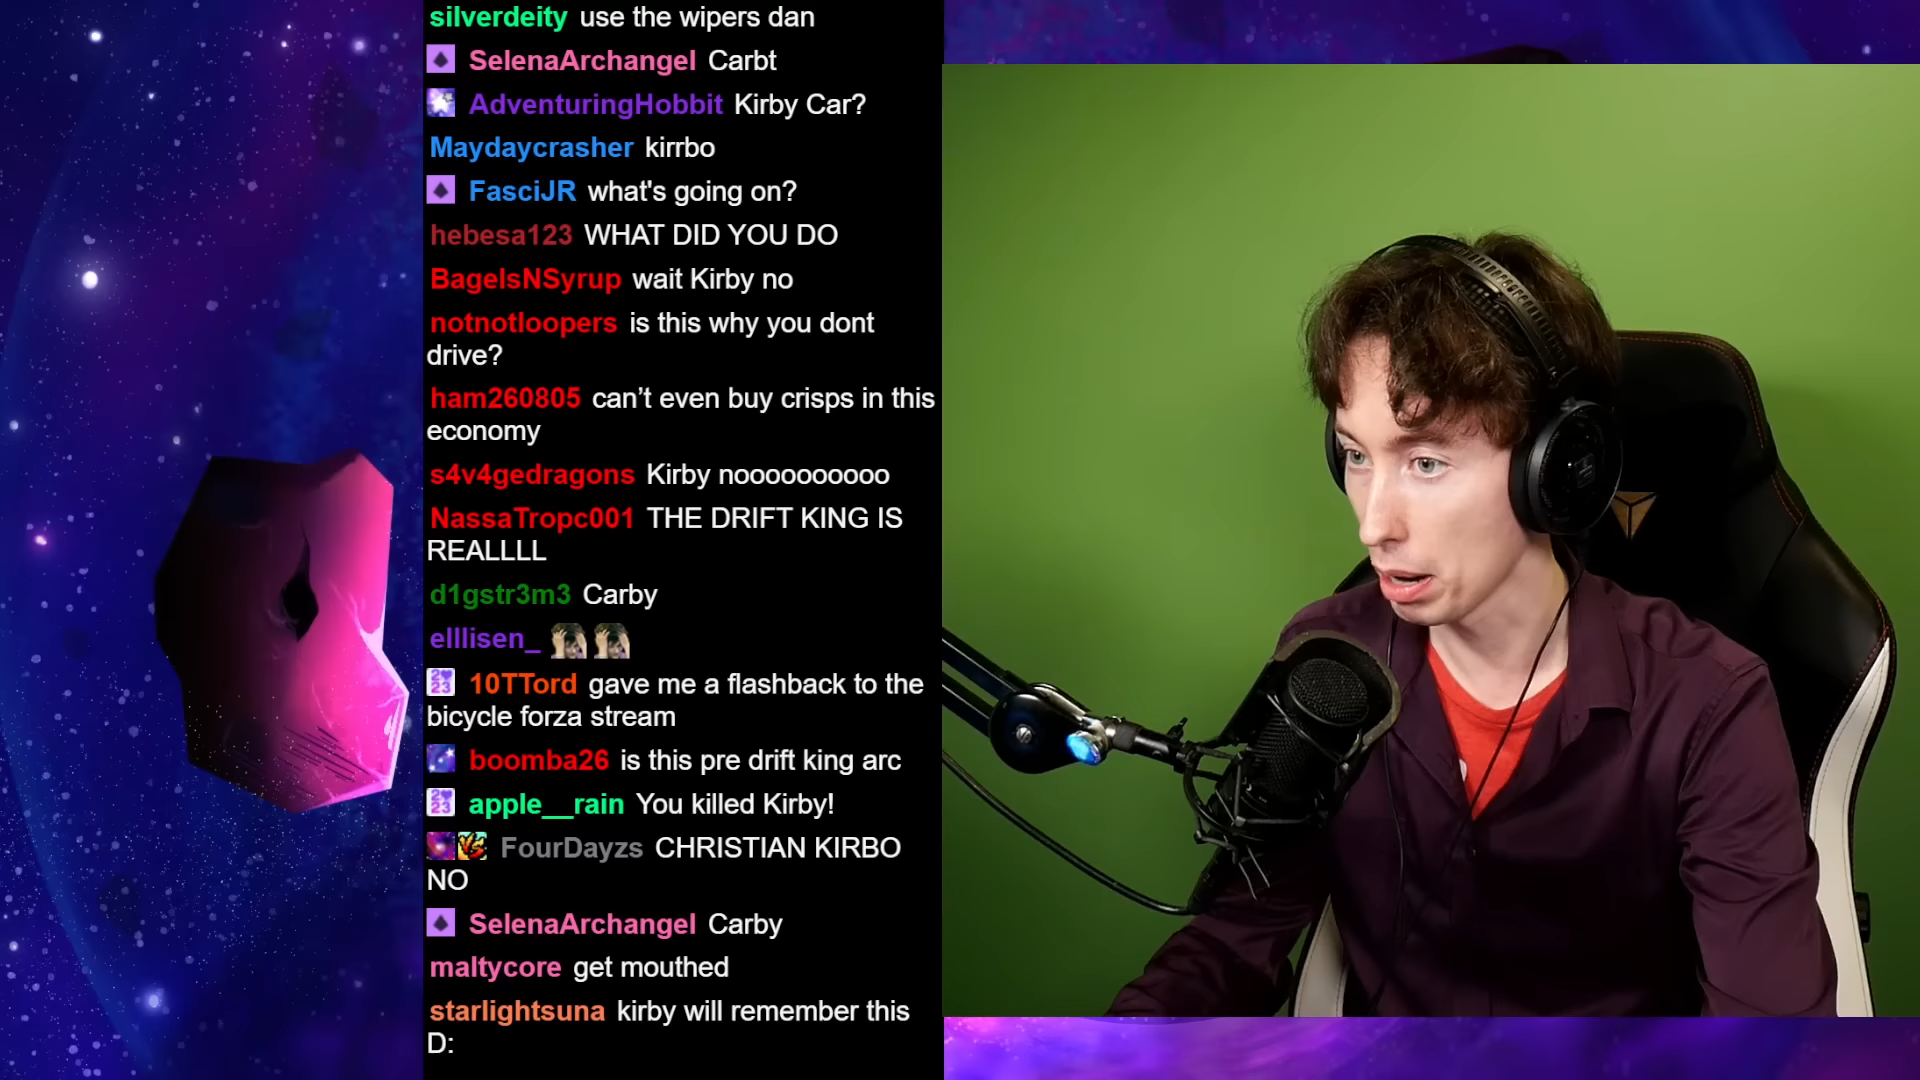 silverdeity use the wipers dan
SelenaArchangel Carbt
AdventuringHobbit Kirby Car?
Maydaycrasher kirrbo
FasciJR what's going on?
hebesa123 WHAT DID YOU DO
BagelsNSyrup wait Kirby no
notnotloopers is this why you dont
drive?
ham260805 can’t even buy crisps in this
economy
s4v4gedragons Kirby noooooooooo
NassaTropc001 THE DRIFT KING IS
REALLLL
d1gstr3m3 Carby
elllisen_
10TTord gave me a flashback to the
bicycle forza stream
boomba26 is this pre drift king arc
apple__rain You killed Kirby!
FourDayzs CHRISTIAN KIRBO
NO
SelenaArchangel Carby
maltycore get mouthed
starlightsuna kirby will remember this
D: